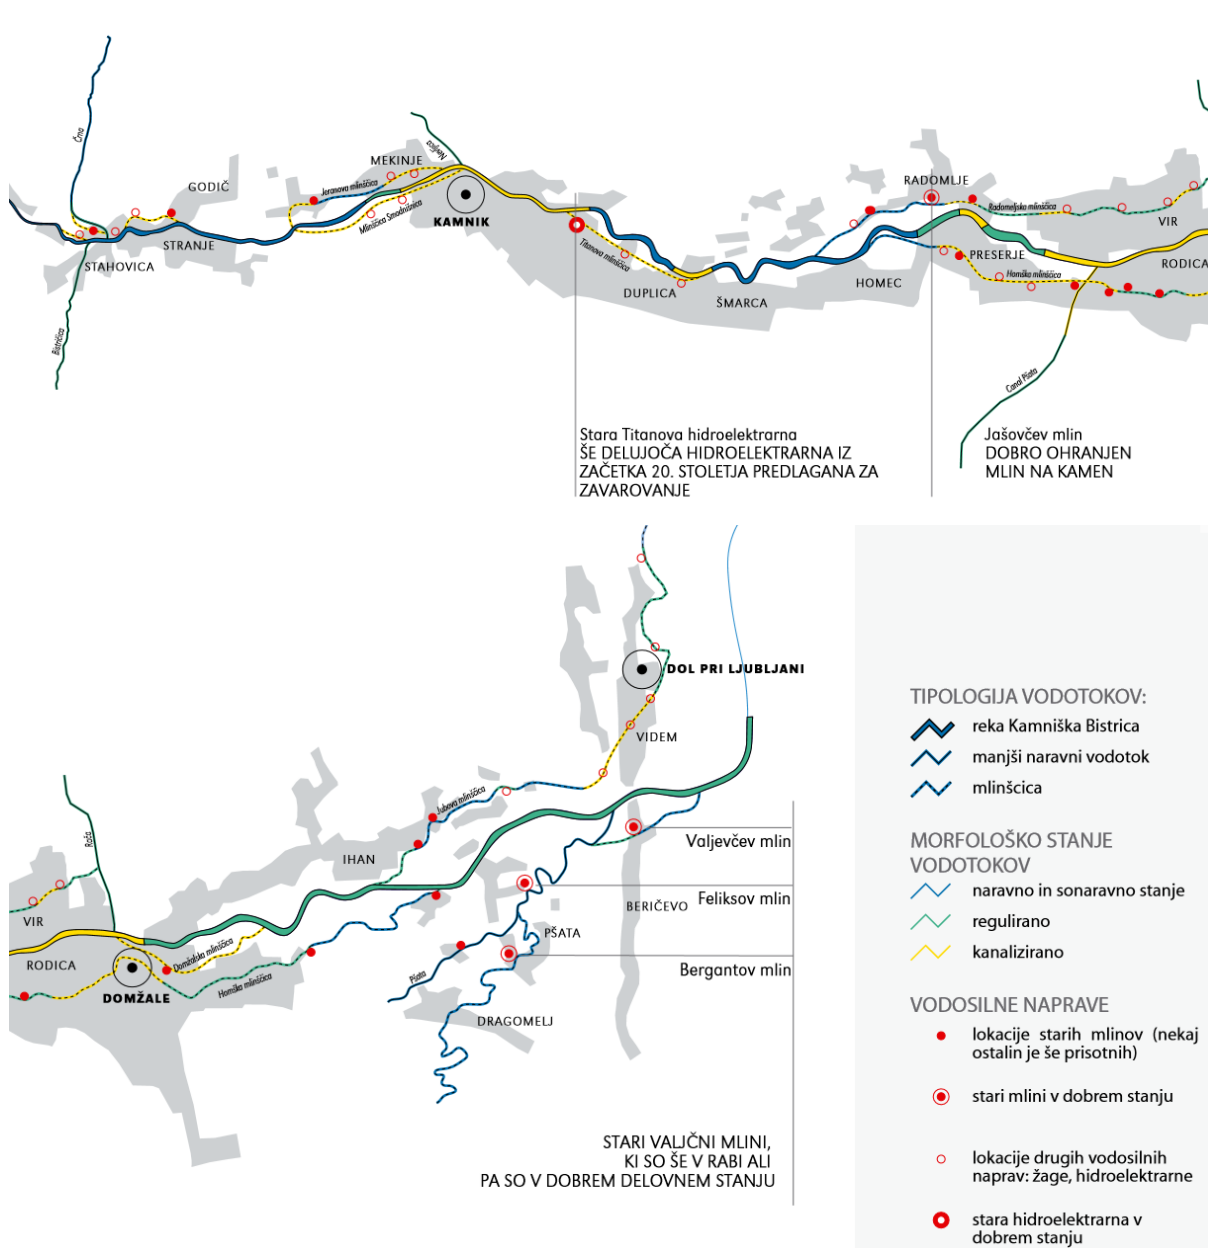 Črna
GODIČ
STRANJE
STAHOVICA
Bistričica
Jeranova mlinščica
MEKINJE
Nevljica
KAMNIK
Mlinščica Smodnišnica
Titanova mlinščica
DUPLICA
ŠMARCA
HOMEC
RADOMLJE
Radomeljska mlinščica
VIR
PRESERJE
RODICA
Homška mlinščica
Canal Pšata
Stara Titanova hidroelektrarna
ŠE DELUJOČA HIDROELEKTRARNA IZ
ZAČETKA 20. STOLETJA PREDLAGANA ZA
ZAVAROVANJE
Jašovčev mlin
DOBRO OHRANJEN
MLIN NA KAMEN
DOL PRI LJUBLJANI
VIDEM
Jubova mlinščica
Rača
IHAN
VIR
RODICA
DOMŽALE
Domžalska mlinščica
Homška mlinščica
Pšata
PŠATA
DRAGOMELJ
BERIČEVO
Valjevčev mlin
Feliksov mlin
Bergantov mlin
STARI VALJČNI MLINI,
KI SO ŠE V RABI ALI
PA SO V DOBREM DELOVNEM STANJU
TIPOLOGIJA VODOTOKOV:
reka Kamniška Bistrica
manjši naravni vodotok
mlinšcica
MORFOLOŠKO STANJE
VODOTOKOV
naravno in sonaravno stanje
regulirano
kanalizirano
VODOSILNE NAPRAVE
lokacije starih mlinov (nekaj
ostalin je še prisotnih)
stari mlini v dobrem stanju
lokacije drugih vodosilnih
naprav: žage, hidroelektrarne
stara hidroelektrarna v
dobrem stanju